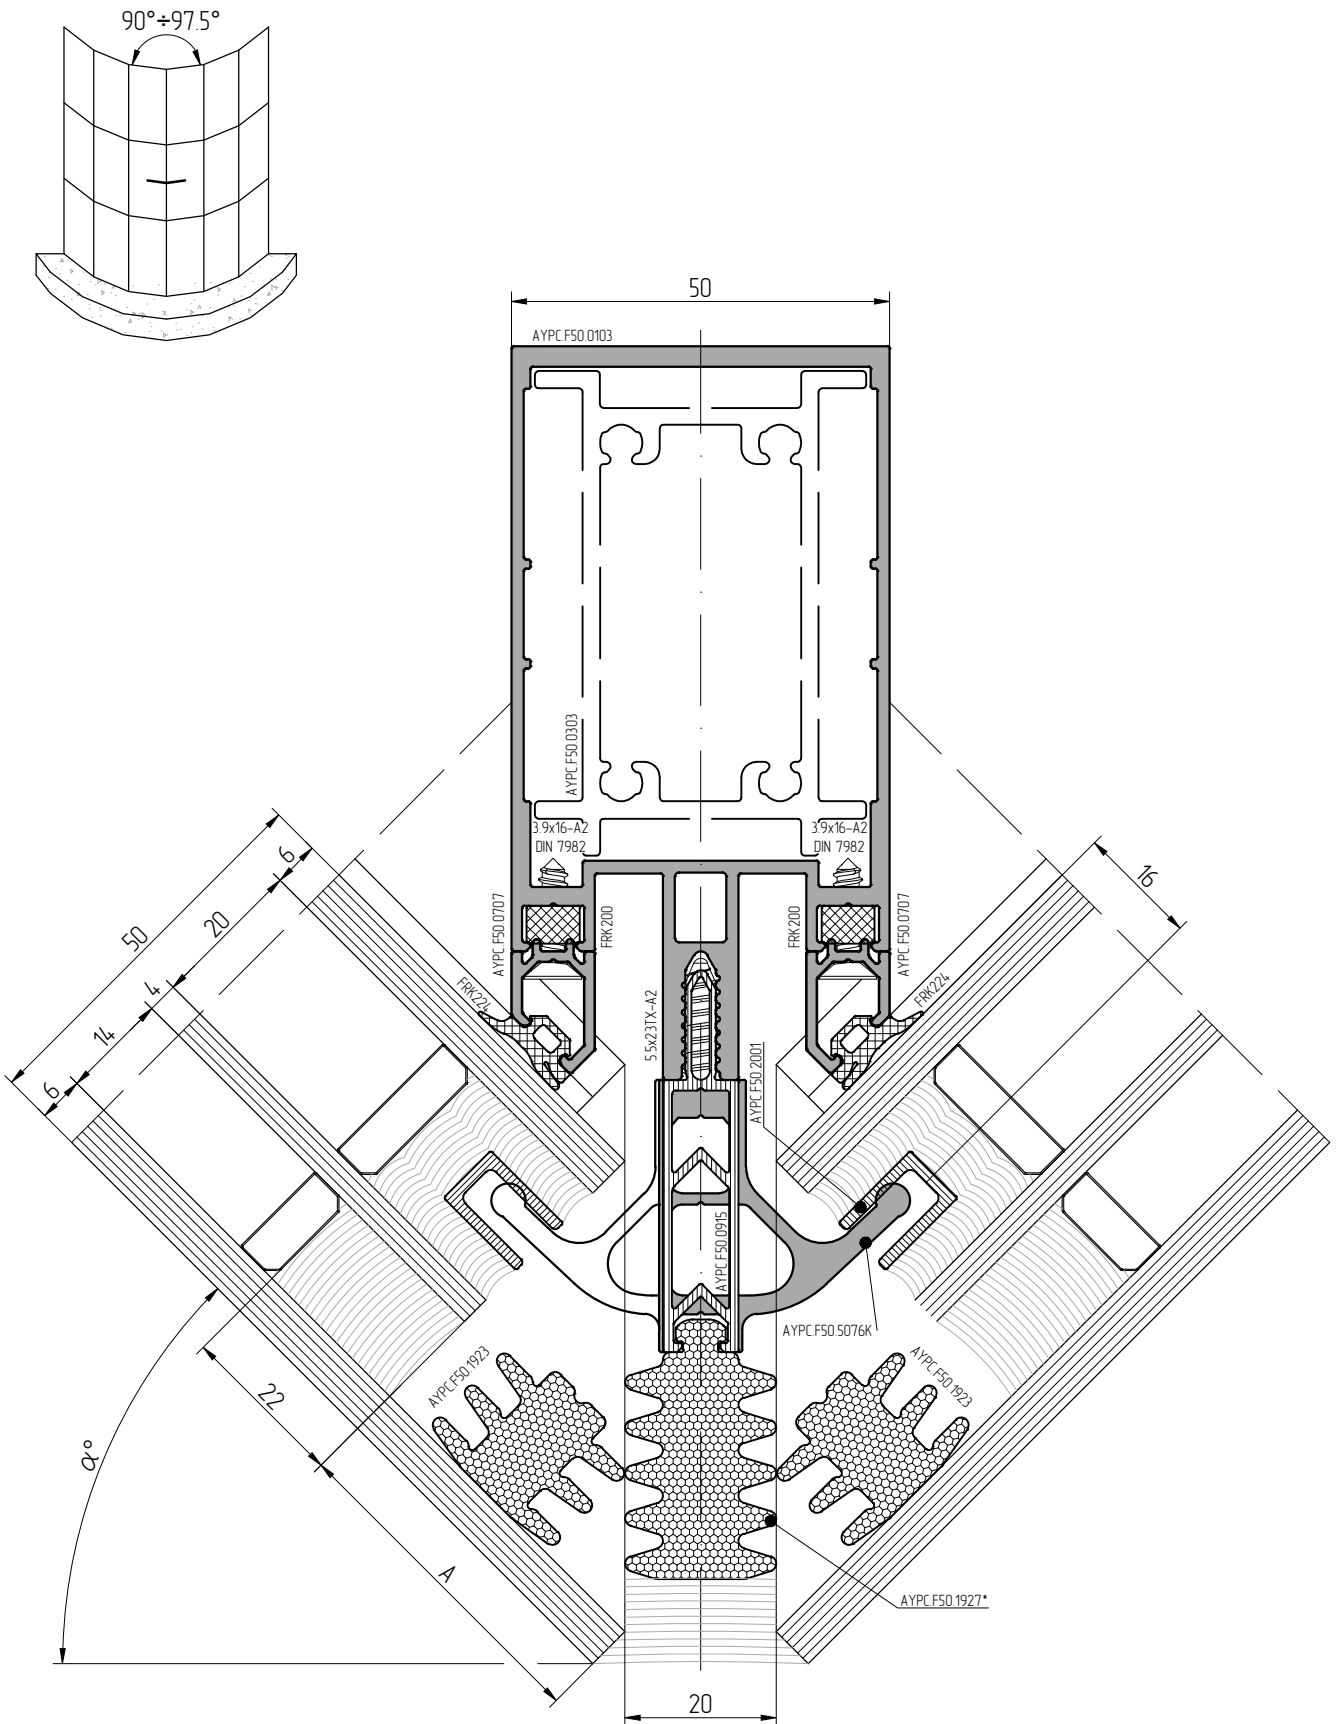 90°÷97.5°
50
AYPC.F50.0103
AYPC.F50.0303
3.9x16-A2
DIN 7982
3.9x16-A2
DIN 7982
6
20
50
4
14
6
16
AYPC.F50.0707
FRK200
FRK200
AYPC.F50.0707
FRK224
FRK224
5.5x23TX-A2
AYPC.F50.2001
AYPC.F50.0915
AYPC.F50.5076K
AYPC.F50.1923
AYPC.F50.1923
22
α°
A
AYPC.F50.1927*
20